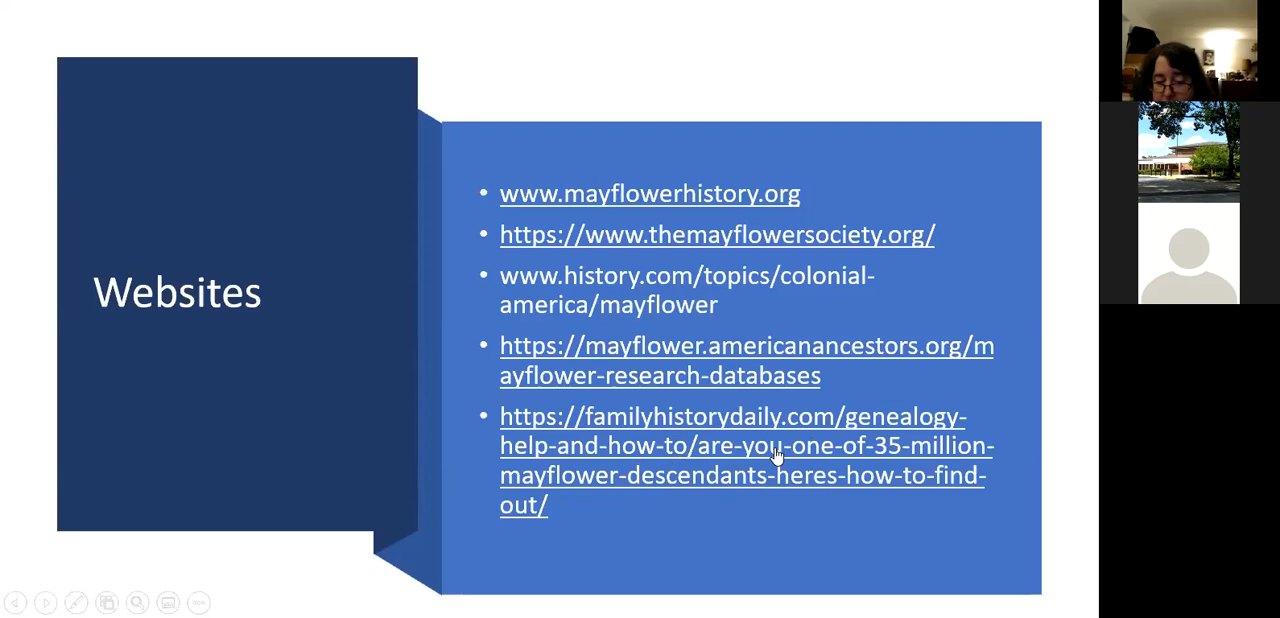 Websites
• www.mayflowerhistory.org
• https://www.themayflowersociety.org/
• www.history.com/topics/colonial-
america/mayflower
• https://mayflower.americanancestors.org/m
ayflower-research-databases
• https://familyhistorydaily.com/genealogy-
help-and-how-to/are-you-one-of-35-million-
mayflower-descendants-heres-how-to-find-
out/